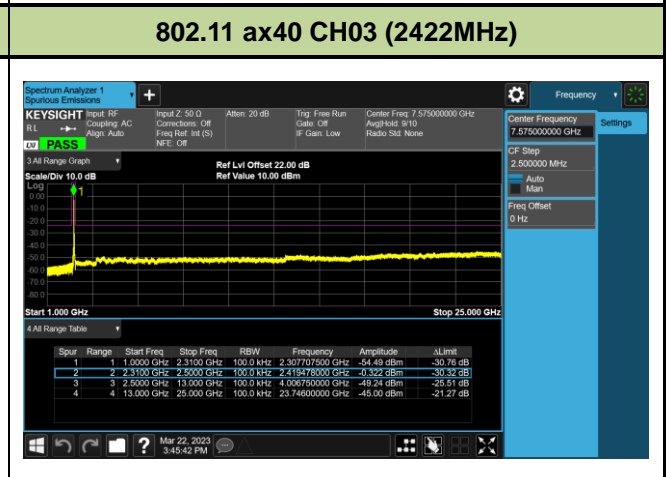 802.11 ax40 CH03 (2422MHz)
Spectrum Analyzer 1
Spurious Emissions
Frequency
KEYSIGHT Input: RF Input Z: 50 Ω Atten: 20 dB Trig: Free Run Center Freq: 7.575000000 GHz
RL Coupling: AC Corrections: Off Gate: Off Avg|Hold: 9/10
Align: Auto Freq Ref: Int (S) IF Gain: Low Radio Std: None
LXI PASS NFE: Off
Center Frequency
7.575000000 GHz
Settings
CF Step
2.500000 MHz
Auto
Man
Freq Offset
0 Hz
3 All Range Graph
Ref Lvl Offset 22.00 dB
Scale/Div 10.0 dB Ref Value 10.00 dBm
Log
1
0.00
-10.0
-20.0
-30.0
-40.0
-50.0
-60.0
-70.0
-80.0
Start 1.000 GHz Stop 25.000 GHz
4 All Range Table
Spur Range Start Freq Stop Freq RBW Frequency Amplitude ΔLimit
1 1 1.0000 GHz 2.3100 GHz 100.0 kHz 2.307707500 GHz -54.49 dBm -30.76 dB
2 2 2.3100 GHz 2.5000 GHz 100.0 kHz 2.419478000 GHz -0.322 dBm -30.32 dB
3 3 2.5000 GHz 13.000 GHz 100.0 kHz 4.006750000 GHz -49.24 dBm -25.51 dB
4 4 13.000 GHz 25.000 GHz 100.0 kHz 23.74600000 GHz -45.00 dBm -21.27 dB
? Mar 22, 2023
3:45:42 PM